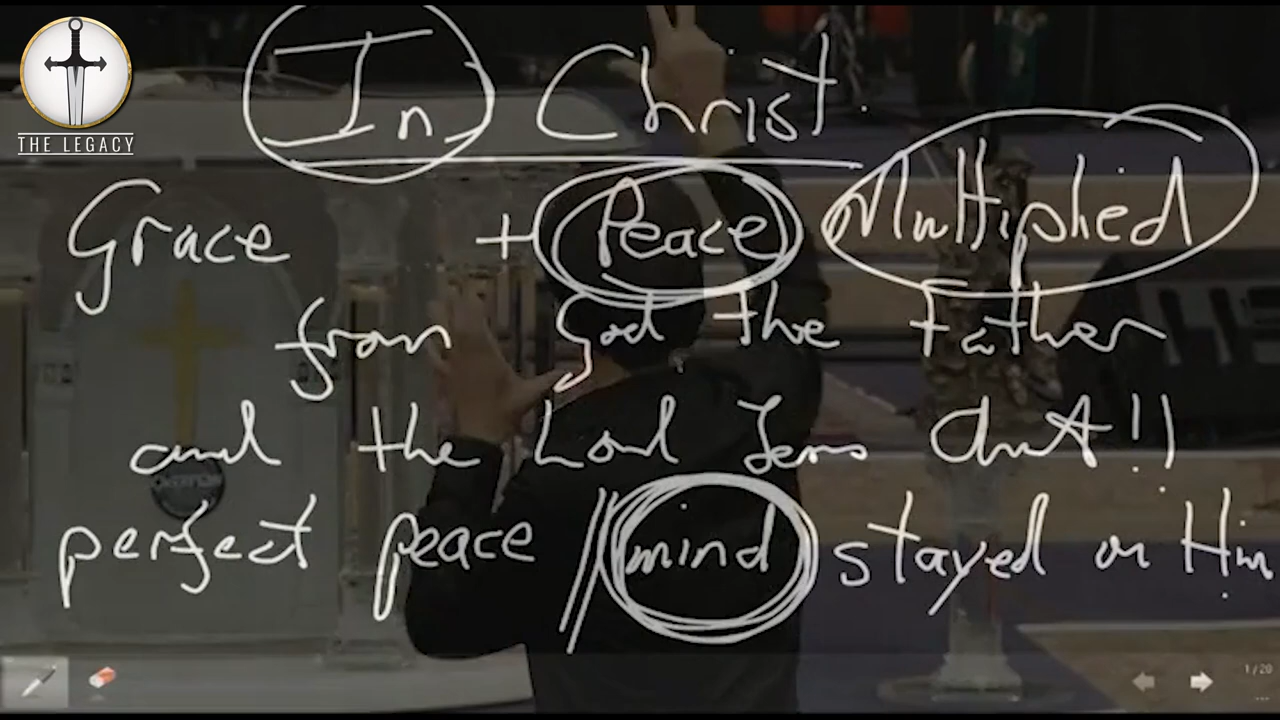 THE LEGACY
In Christ.
Grace + Peace Multiplied
from God the Father
and the Lord Jesus Christ!!
perfect peace // mind stayed on Him.
1/20